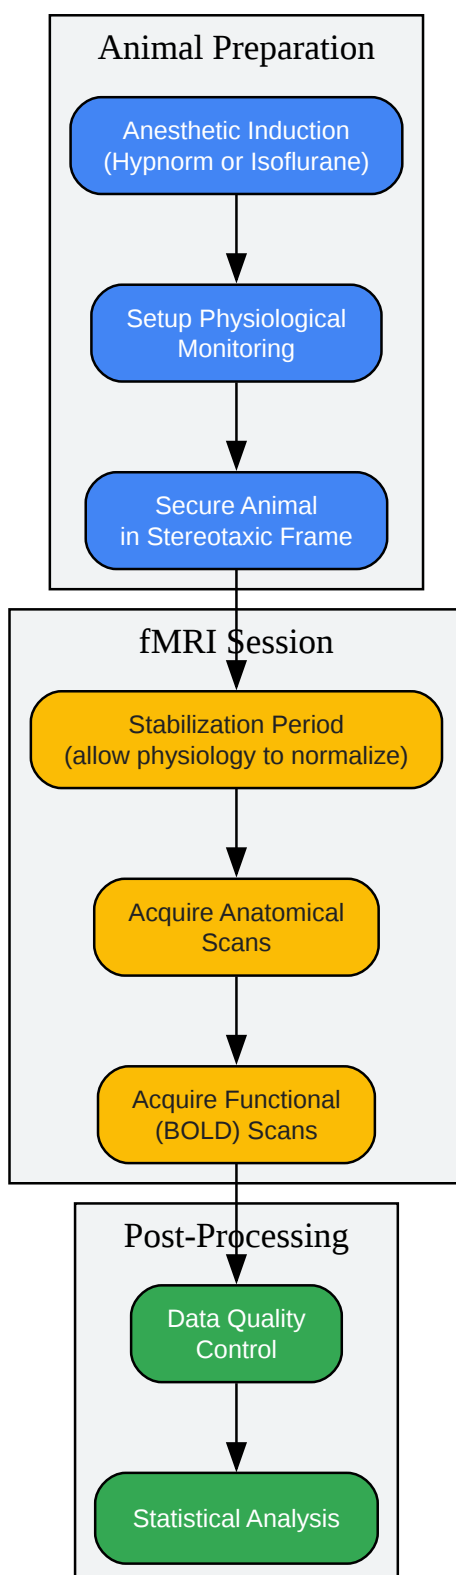 Animal Preparation
Anesthetic Induction
(Hypnorm or Isoflurane)
Setup Physiological
Monitoring
Secure Animal
in Stereotaxic Frame
fMRI Session
Stabilization Period
(allow physiology to normalize)
Acquire Anatomical
Scans
Acquire Functional
(BOLD) Scans
Post-Processing
Data Quality
Control
Statistical Analysis